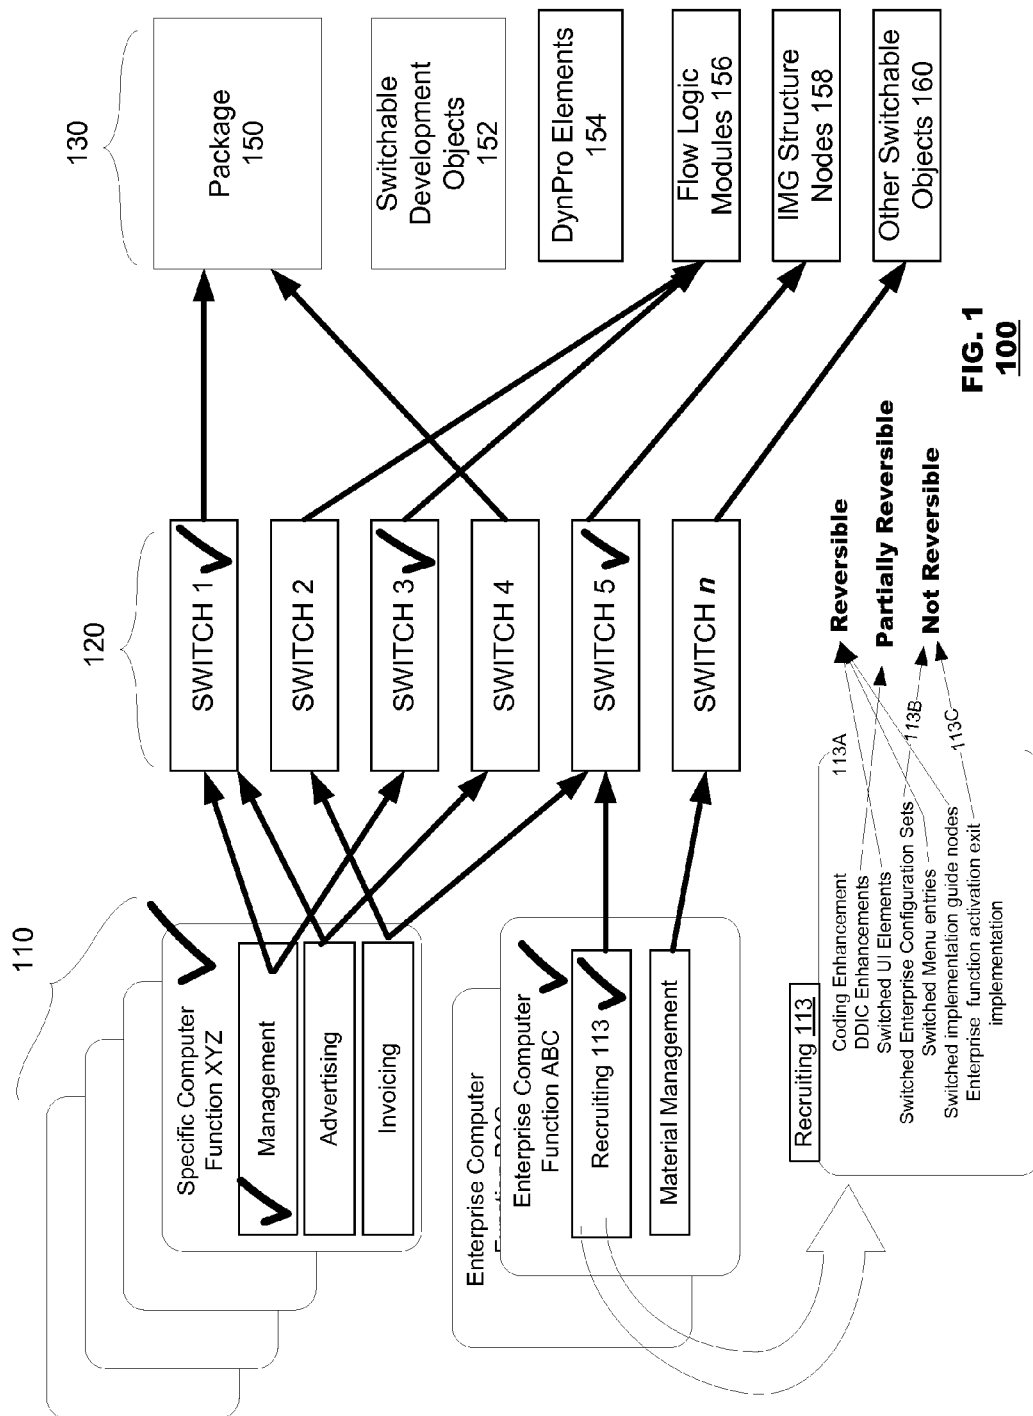 110
120
130
Specific Computer
Function XYZ
Management
Advertising
Invoicing
Enterprise Computer
Enterprise Computer
Function ABC
Recruiting 113
Material Management
SWITCH 1
SWITCH 2
SWITCH 3
SWITCH 4
SWITCH 5
SWITCH n
Package
150
Switchable
Development
Objects
152
DynPro Elements
154
Flow Logic
Modules 156
IMG Structure
Nodes 158
Other Switchable
Objects 160
Recruiting 113
Coding Enhancement
DDIC Enhancements
Switched UI Elements
Switched Enterprise Configuration Sets
Switched Menu entries
Switched implementation guide nodes
Enterprise function activation exit
implementation
113A
113B
113C
Reversible
Partially Reversible
Not Reversible
FIG. 1
100